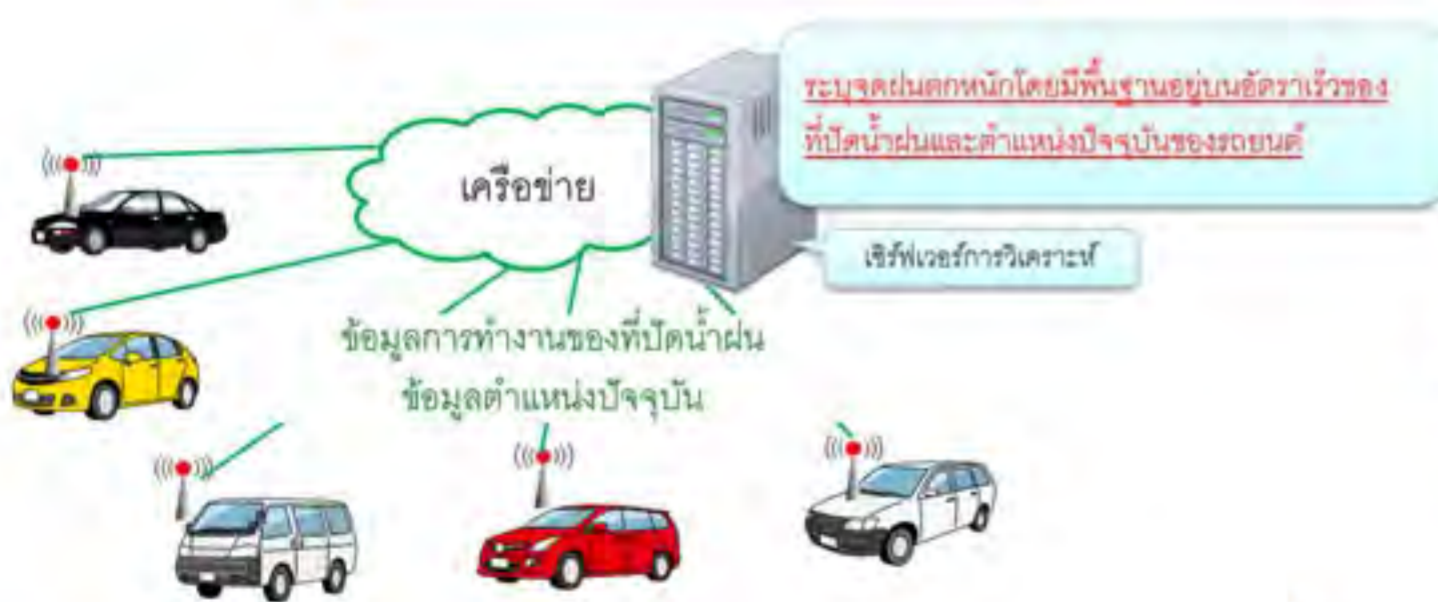 ระบุจุดฝนตกหนักโดยมีพื้นฐานอยู่บนอัตราเร็วของ
ที่ปัดน้ำฝนและตำแหน่งปัจจุบันของรถยนต์
เครือข่าย
เซิร์ฟเวอร์การวิเคราะห์
ข้อมูลการทำงานของที่ปัดน้ำฝน
ข้อมูลตำแหน่งปัจจุบัน